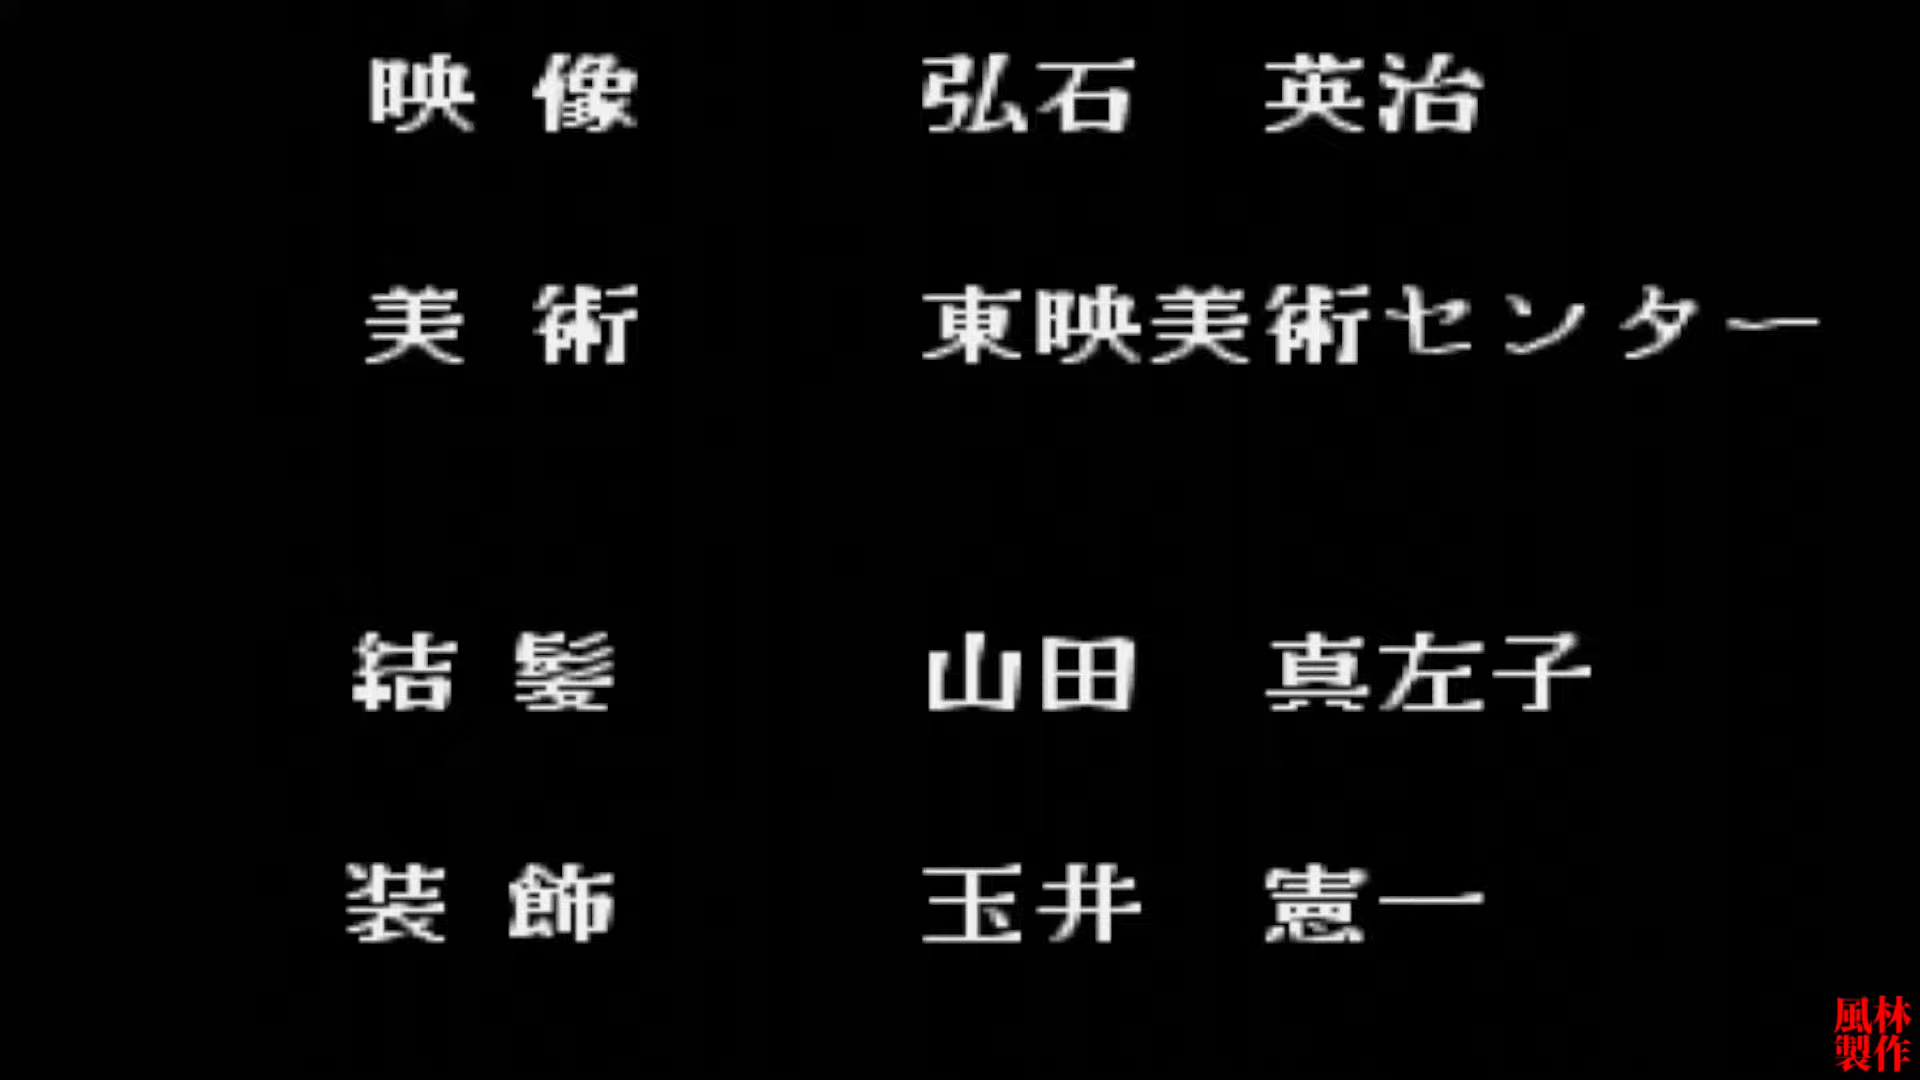 映 像 弘石 英治
美 術 東映美術センター
結 髪 山田 真左子
装 飾 玉井 憲一
風林
製作